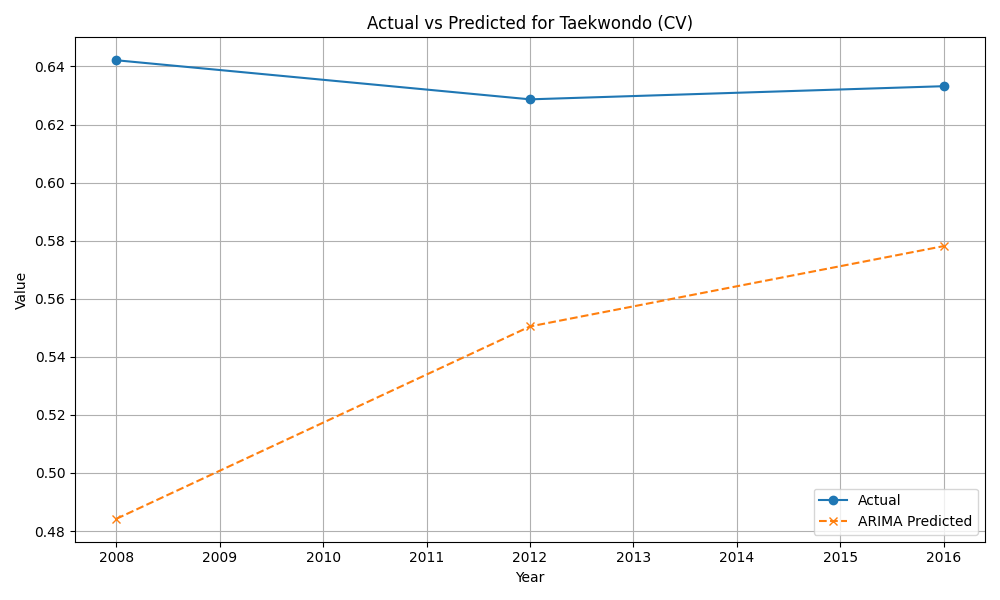 Actual vs Predicted for Taekwondo (CV)
Value
0.64
0.62
0.60
0.58
0.56
0.54
0.52
0.50
0.48
2008 2009 2010 2011 2012 2013 2014 2015 2016
Year
Actual
ARIMA Predicted